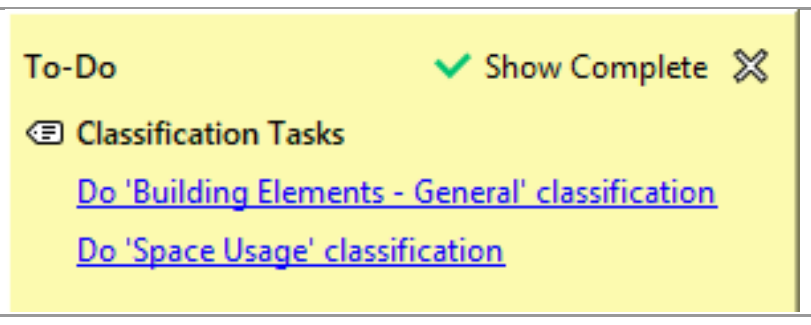 To-Do
Show Complete
Classification Tasks
Do 'Building Elements - General' classification
Do 'Space Usage' classification